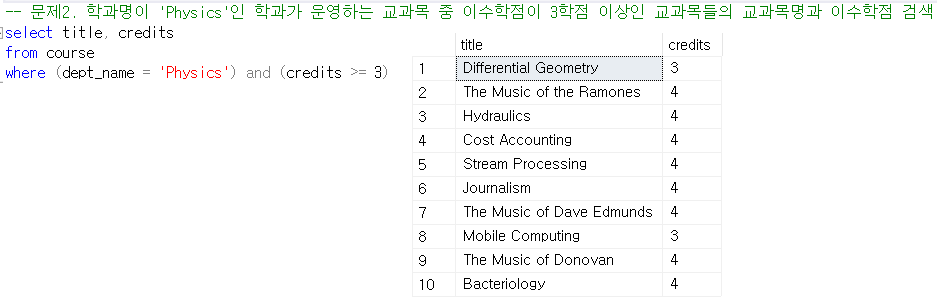 -- 문제2. 학과명이 'Physics'인 학과가 운영하는 교과목 중 이수학점이 3학점 이상인 교과목들의 교과목명과 이수학점 검색
select title, credits
from course
where (dept_name = 'Physics') and (credits >= 3)
title credits
1 Differential Geometry 3
2 The Music of the Ramones 4
3 Hydraulics 4
4 Cost Accounting 4
5 Stream Processing 4
6 Journalism 4
7 The Music of Dave Edmunds 4
8 Mobile Computing 3
9 The Music of Donovan 4
10 Bacteriology 4